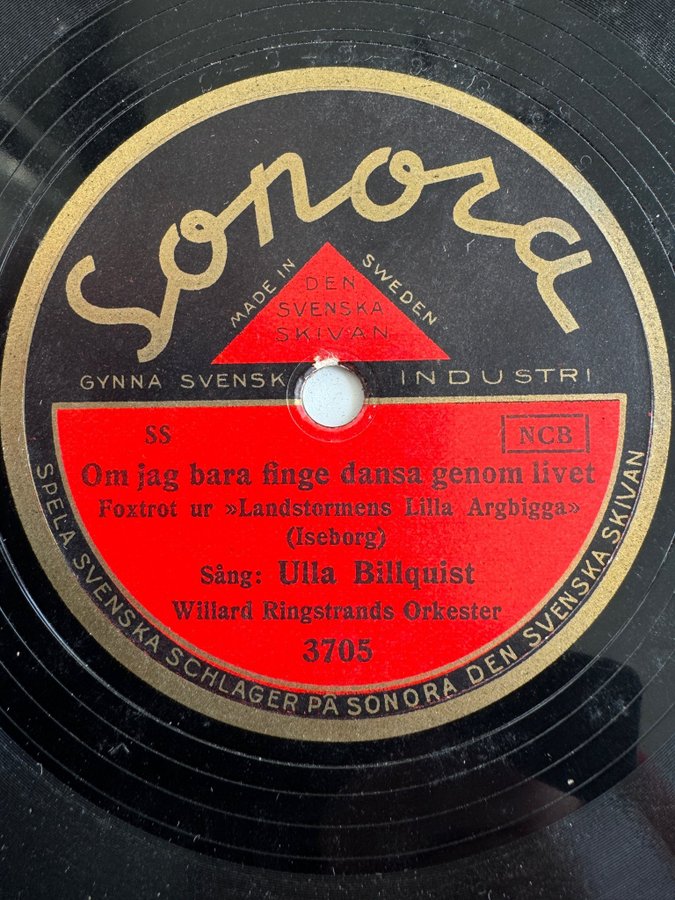 Sonora
MADE IN SWEDEN
DEN
SVENSKA
SKIVAN
GYNNA SVENSK INDUSTRI
SS
NCB
Om jag bara finge dansa genom livet
Foxtrot ur »Landstormens Lilla Argbigga»
(Iseborg)
Sång: Ulla Billquist
Willard Ringstrands Orkester
3705
SPELA SVENSKA SCHLAGER PÅ SONORA DEN SVENSKA SKIVAN